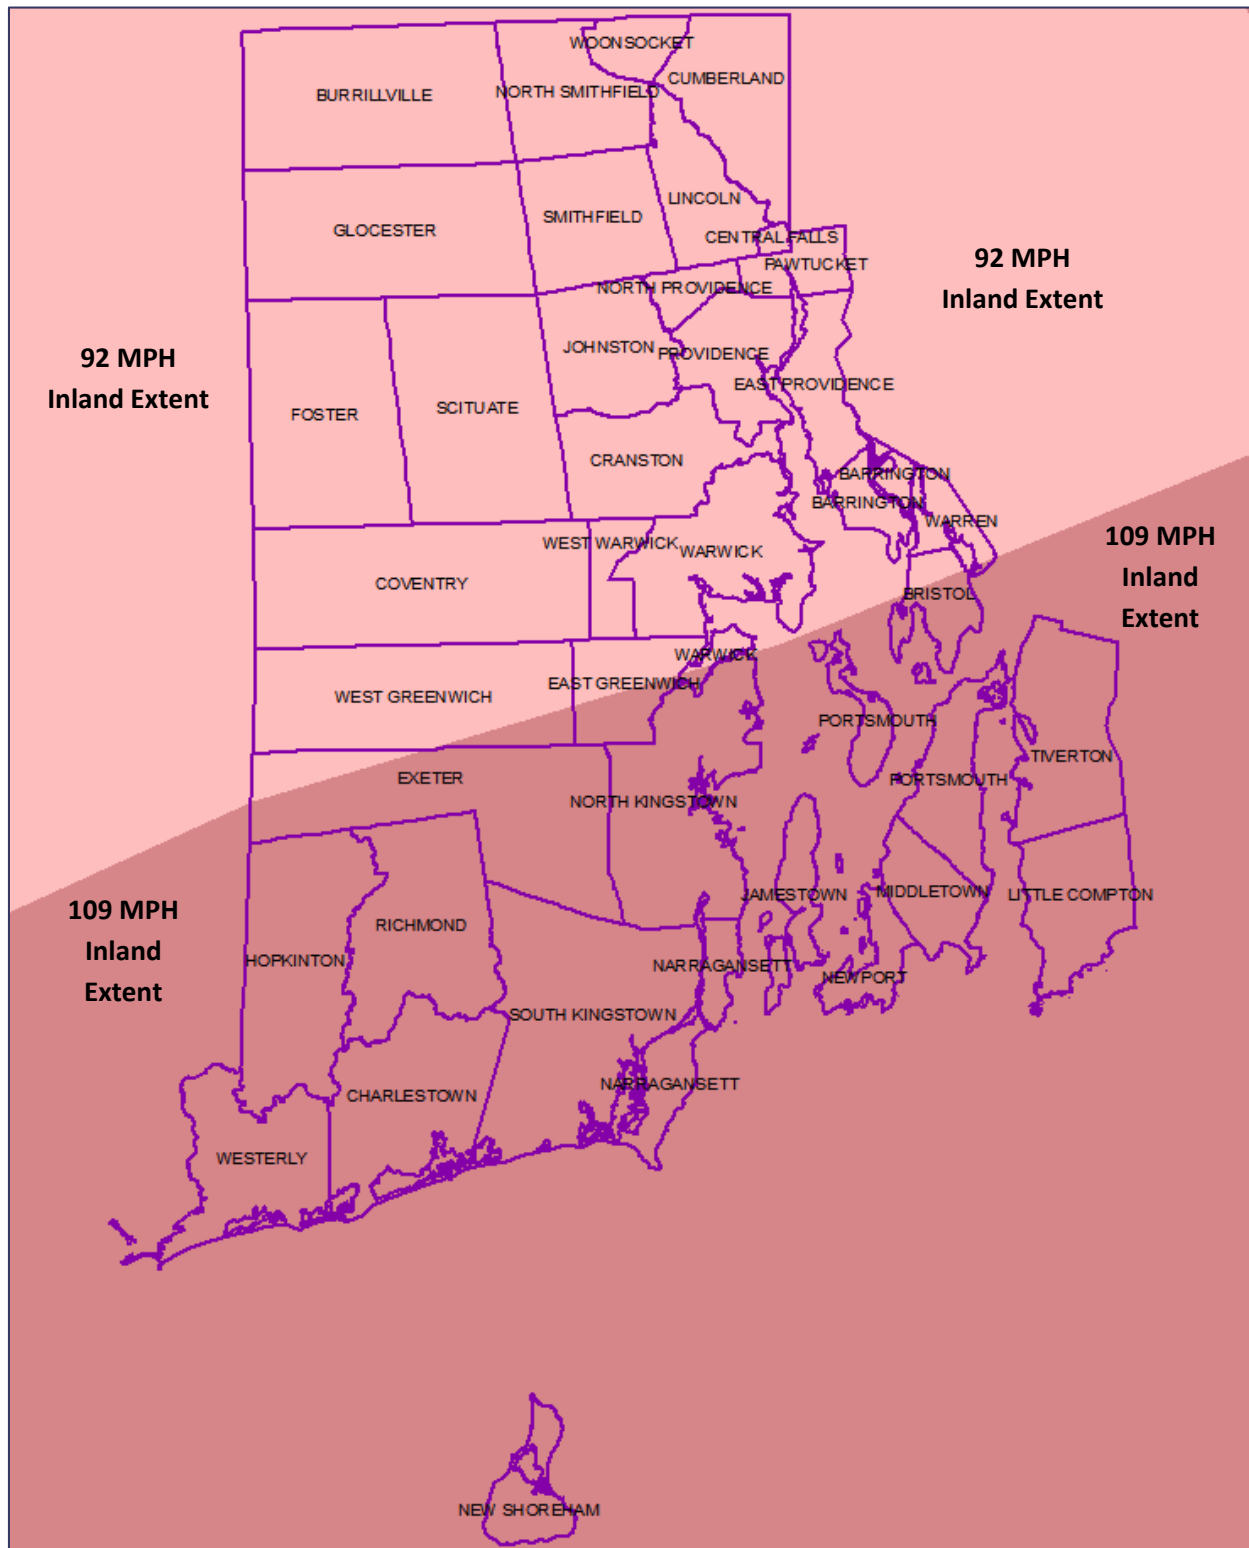 WOONSOCKET
CUMBERLAND
BURRILLVILLE
NORTH SMITHFIELD
LINCOLN
SMITHFIELD
GLOCESTER
CENTRAL FALLS
PAWTUCKET
92 MPH
Inland Extent
NORTH PROVIDENCE
JOHNSTON
PROVIDENCE
92 MPH
Inland Extent
EAST PROVIDENCE
FOSTER
SCITUATE
CRANSTON
BARRINGTON
BARRINGTON
WARREN
WEST WARWICK
WARWICK
109 MPH
Inland
Extent
COVENTRY
BRISTOL
WARWICK
EAST GREENWICH
WEST GREENWICH
PORTSMOUTH
TIVERTON
EXETER
PORTSMOUTH
NORTH KINGSTOWN
JAMESTOWN
MIDDLETOWN
LITTLE COMPTON
109 MPH
Inland
Extent
RICHMOND
HOPKINTON
NARRAGANSETT
NEWPORT
SOUTH KINGSTOWN
NARRAGANSETT
CHARLESTOWN
WESTERLY
NEW SHOREHAM